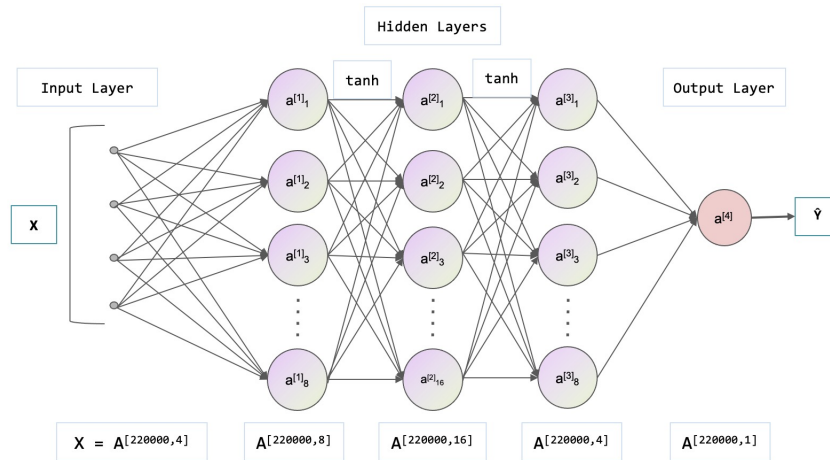 Hidden Layers
Input Layer
tanh
tanh
Output Layer
X
a[1]1
a[1]2
a[1]3
a[1]8
a[2]1
a[2]2
a[2]3
a[2]16
a[3]1
a[3]2
a[3]3
a[3]8
a[4]
Ŷ
X = A[220000,4]
A[220000,8]
A[220000,16]
A[220000,4]
A[220000,1]